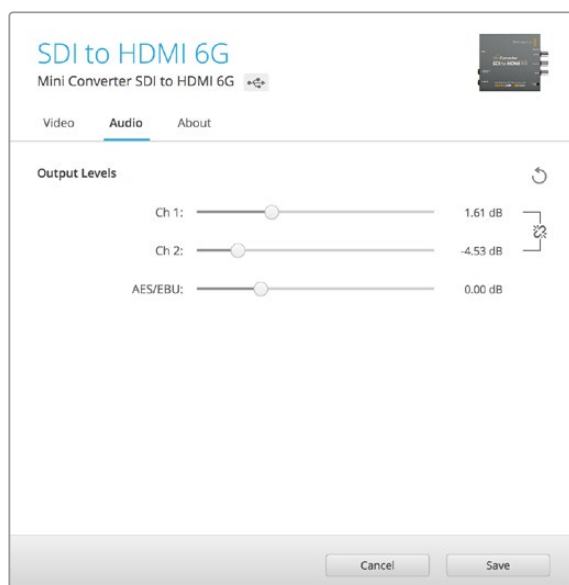 SDI to HDMI 6G
Mini Converter SDI to HDMI 6G
Video Audio About
Output Levels
Ch 1: 1.61 dB
Ch 2: -4.53 dB
AES/EBU: 0.00 dB
Cancel Save